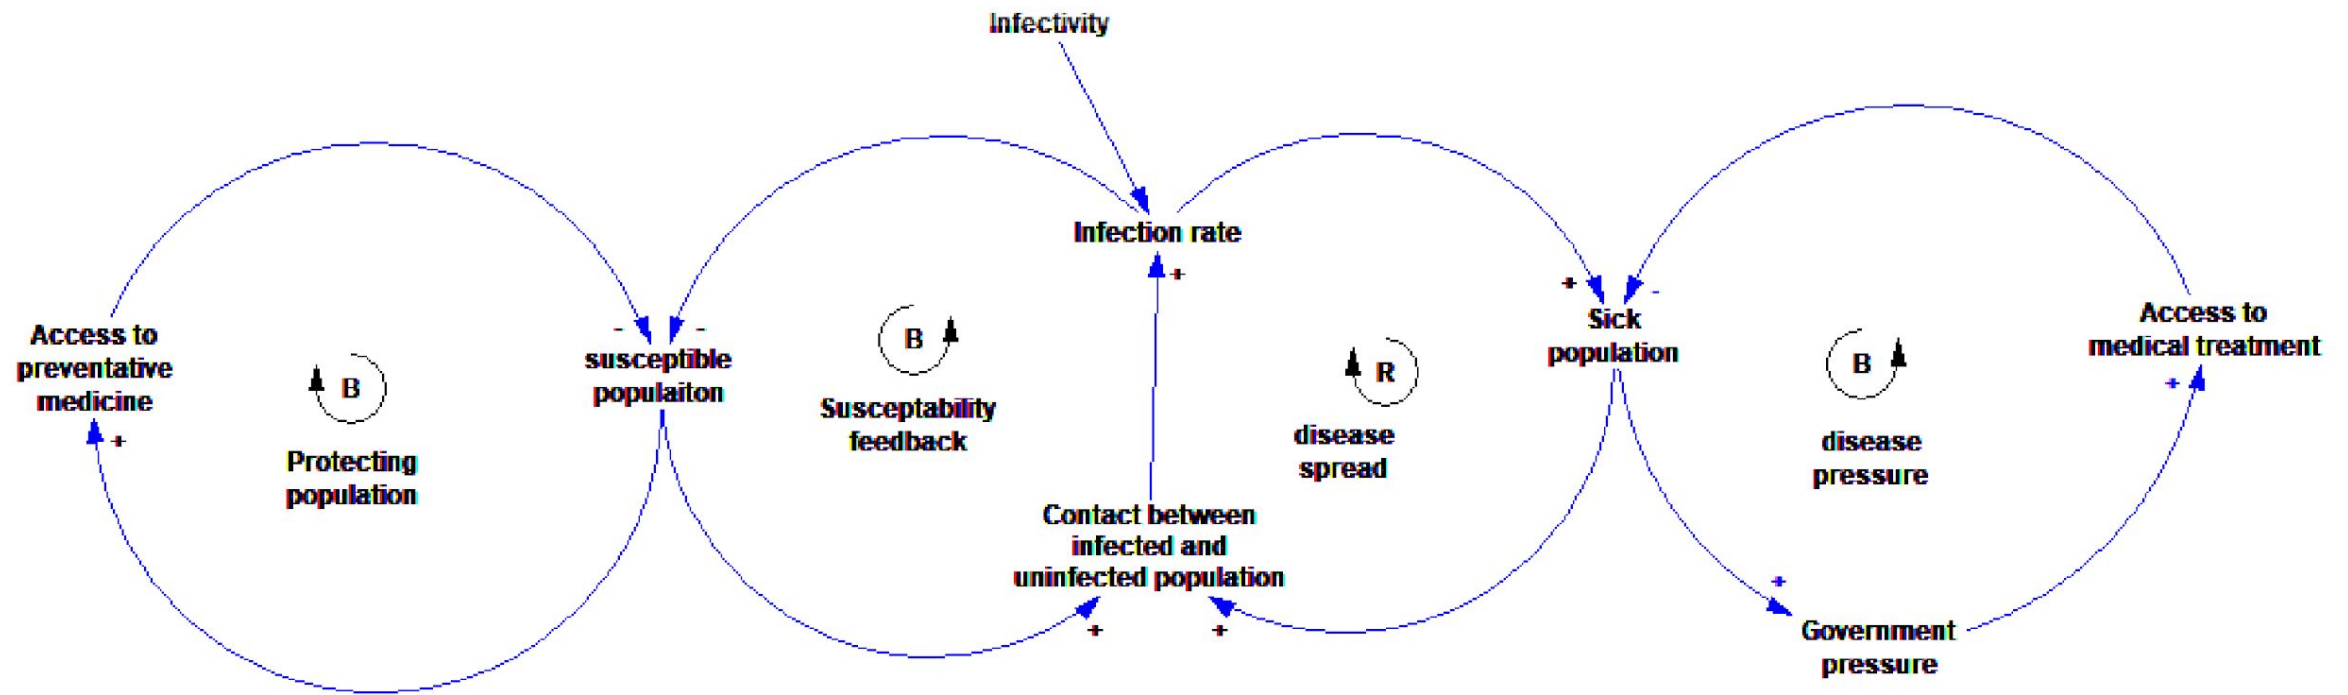 Infectivity
Infection rate
Access to
preventative
medicine
+
B
Protecting
population
-
-
susceptible
populaiton
B
Susceptability
feedback
+
Contact between
infected and
uninfected population
+
+
R
disease
spread
+
-
Sick
population
B
disease
pressure
Access to
medical treatment
+
+
Government
pressure